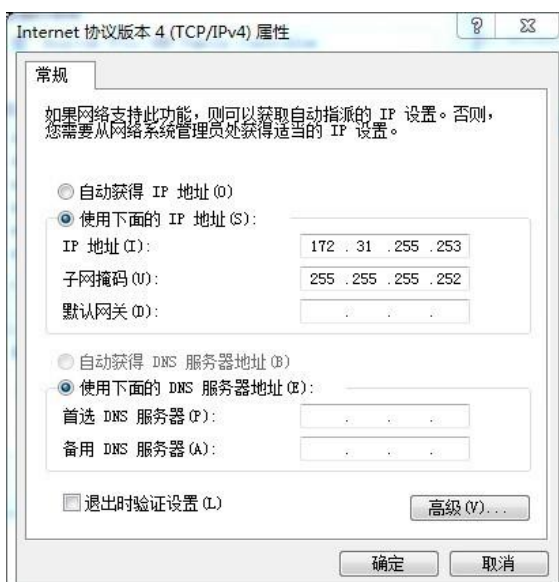 Internet 协议版本 4 (TCP/IPv4) 属性
常规
如果网络支持此功能，则可以获取自动指派的 IP 设置。否则，
您需要从网络系统管理员处获得适当的 IP 设置。
自动获得 IP 地址(O)
使用下面的 IP 地址(S):
IP 地址(I): 172 . 31 .255 .253
子网掩码(U): 255 .255 .255 .252
默认网关(D): . . .
自动获得 DNS 服务器地址(B)
使用下面的 DNS 服务器地址(E):
首选 DNS 服务器(P): . . .
备用 DNS 服务器(A): . . .
退出时验证设置(L) 高级(V)...
确定 取消